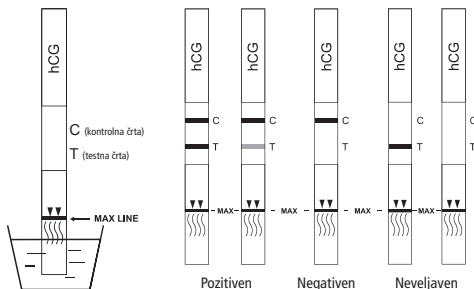 hCG
C (kontrolna črta)
T (testna črta)
MAX LINE
hCG hCG hCG hCG hCG
C C C C
T T T T
MAX MAX MAX MAX
Pozitiven Negativen Neveljaven